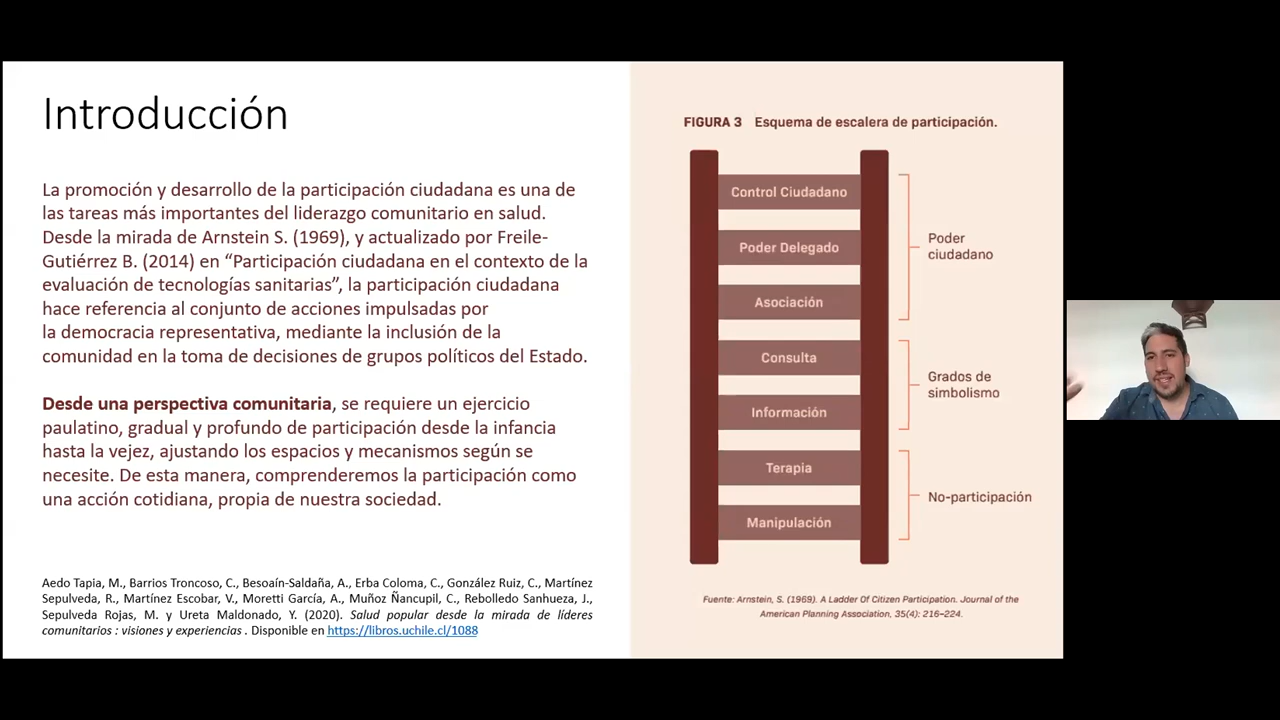 Introducción
La promoción y desarrollo de la participación ciudadana es una de
las tareas más importantes del liderazgo comunitario en salud.
Desde la mirada de Arnstein S. (1969), y actualizado por Freile-
Gutiérrez B. (2014) en “Participación ciudadana en el contexto de la
evaluación de tecnologías sanitarias”, la participación ciudadana
hace referencia al conjunto de acciones impulsadas por
la democracia representativa, mediante la inclusión de la
comunidad en la toma de decisiones de grupos políticos del Estado.
Desde una perspectiva comunitaria, se requiere un ejercicio
paulatino, gradual y profundo de participación desde la infancia
hasta la vejez, ajustando los espacios y mecanismos según se
necesite. De esta manera, comprenderemos la participación como
una acción cotidiana, propia de nuestra sociedad.
Aedo Tapia, M., Barrios Troncoso, C., Besoaín-Saldaña, A., Erba Coloma, C., González Ruiz, C., Martínez
Sepulveda, R., Martínez Escobar, V., Moretti García, A., Muñoz Ñancupil, C., Rebolledo Sanhueza, J.,
Sepulveda Rojas, M. y Ureta Maldonado, Y. (2020). Salud popular desde la mirada de líderes
comunitarios : visiones y experiencias . Disponible en https://libros.uchile.cl/1088
FIGURA 3 Esquema de escalera de participación.
Control Ciudadano
Poder Delegado
Asociación
Poder
ciudadano
Consulta
Información
Grados de
simbolismo
Terapia
Manipulación
No-participación
Fuente: Arnstein, S. (1969). A Ladder Of Citizen Participation. Journal of the
American Planning Association, 35(4): 216–224.